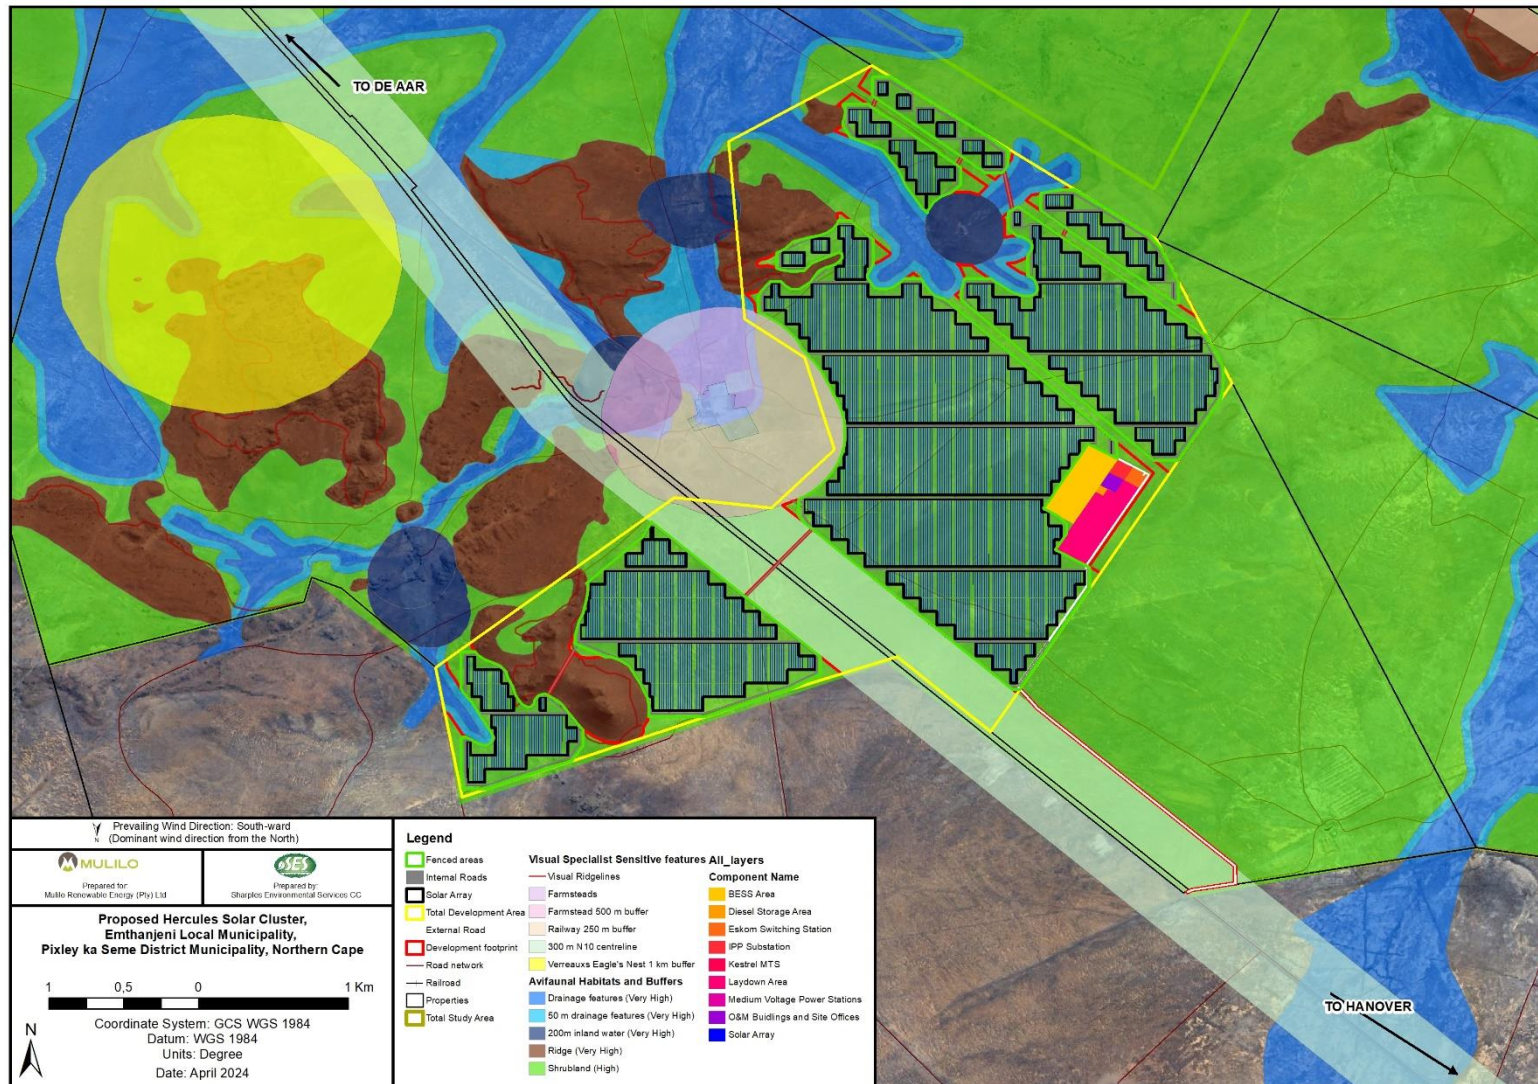 TO DE AAR
TO HANOVER
Prevailing Wind Direction: South-ward
(Dominant wind direction from the North)
N
MULILO
Prepared for:
Mulilo Renewable Energy (Pty) Ltd
SES
Prepared by:
Sharples Environmental Services CC
Proposed Hercules Solar Cluster,
Emthanjeni Local Municipality,
Pixley ka Seme District Municipality, Northern Cape
1 0,5 0 1 Km
N
Coordinate System: GCS WGS 1984
Datum: WGS 1984
Units: Degree
Date: April 2024
Legend
Fenced areas
Internal Roads
Solar Array
Total Development Area
External Road
Development footprint
Road network
Railroad
Properties
Total Study Area
Visual Specialist Sensitive features
Visual Ridgelines
Farmsteads
Farmstead 500 m buffer
Railway 250 m buffer
300 m N10 centreline
Verreauxs Eagle's Nest 1 km buffer
Avifaunal Habitats and Buffers
Drainage features (Very High)
50 m drainage features (Very High)
200m inland water (Very High)
Ridge (Very High)
Shrubland (High)
All_layers
Component Name
BESS Area
Diesel Storage Area
Eskom Switching Station
IPP Substation
Kestrel MTS
Laydown Area
Medium Voltage Power Stations
O&M Buidlings and Site Offices
Solar Array